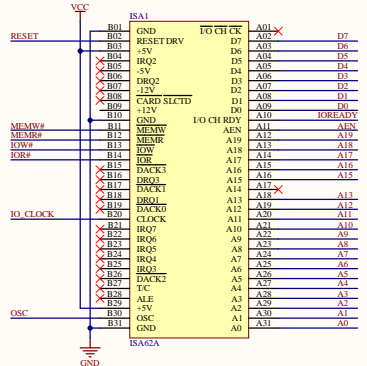 VCC
ISA1
B01 GND I/O CH CK A01
RESET B02 RESET DRV D7 A02 D7
B03 +5V D6 A03 D6
B04 IRQ2 D5 A04 D5
B05 -5V D4 A05 D4
B06 DRQ2 D3 A06 D3
B07 -12V D2 A07 D2
B08 CARD SLCTD D1 A08 D1
B09 +12V D0 A09 D0
B10 GND I/O CH RDY A10 IOREADY
MEMW# B11 MEMW AEN A11 AEN
MEMR# B12 MEMR A19 A12 A19
IOW# B13 IOW A18 A13 A18
IOR# B14 IOR A17 A14 A17
B15 DACK3 A16 A15 A16
B16 DRQ3 A15 A16 A15
B17 DACK1 A14 A17
B18 DRQ1 A13 A18 A13
B19 DACK0 A12 A19 A12
IO_CLOCK B20 CLOCK A11 A20 A11
B21 IRQ7 A10 A21 A10
B22 IRQ6 A9 A22 A9
B23 IRQ5 A8 A23 A8
B24 IRQ4 A7 A24 A7
B25 IRQ3 A6 A25 A6
B26 DACK2 A5 A26 A5
B27 T/C A4 A27 A4
B28 ALE A3 A28 A3
B29 +5V A2 A29 A2
OSC B30 OSC A1 A30 A1
B31 GND A0 A31 A0
ISA62A
GND